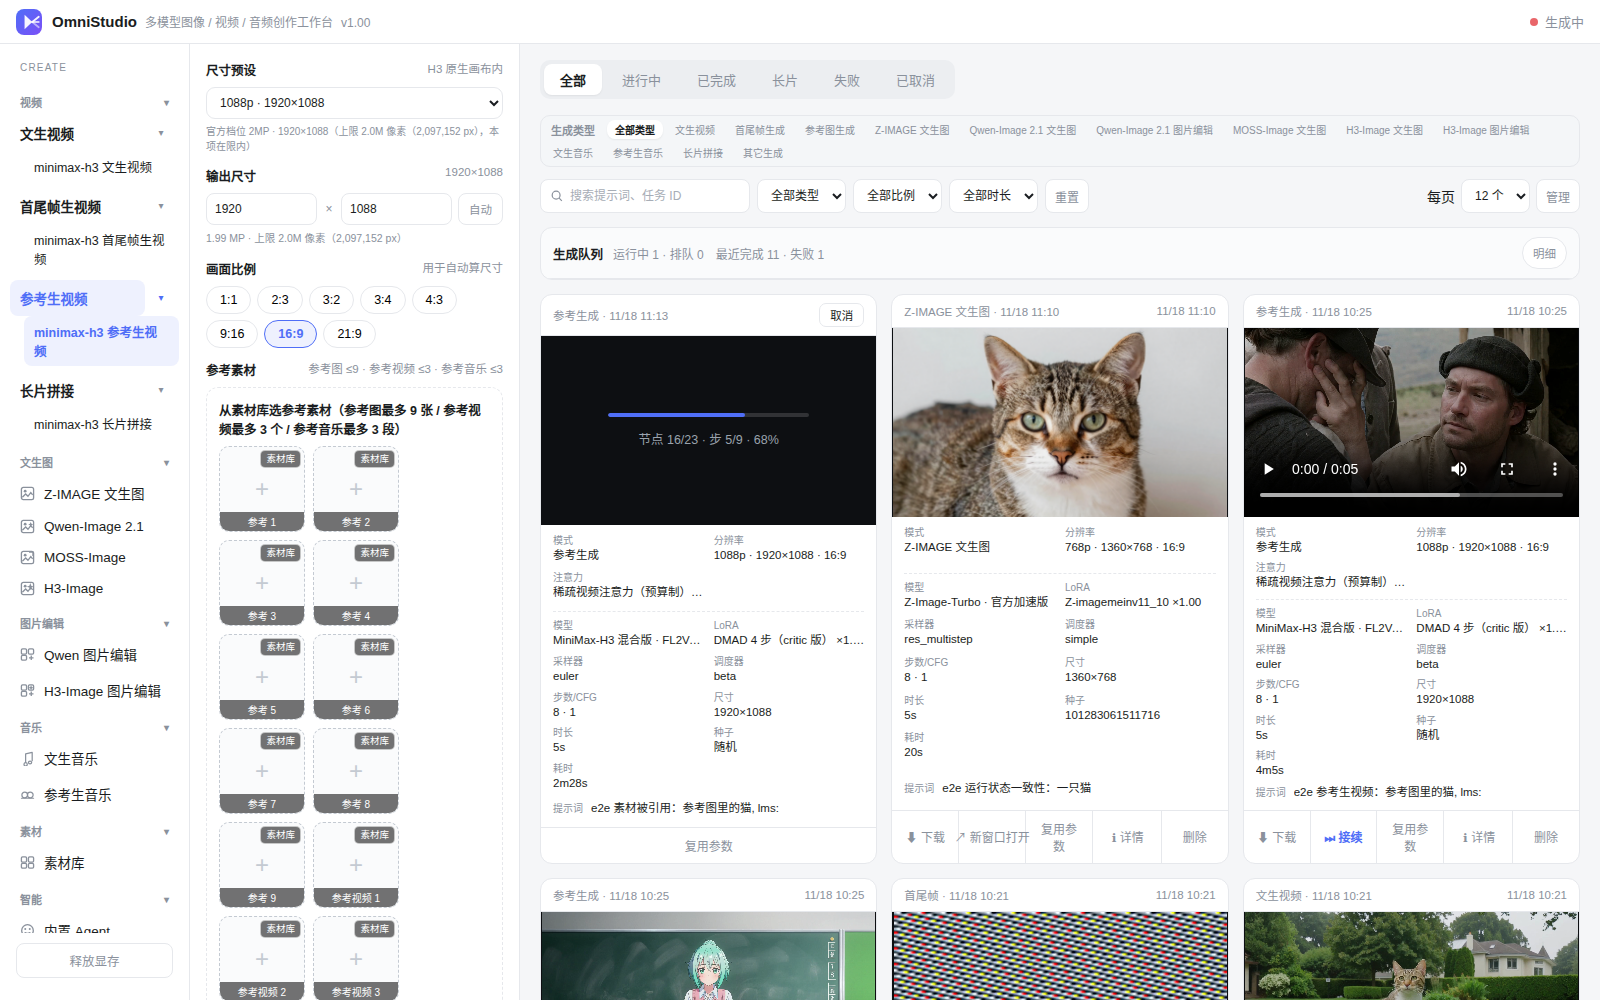 OmniStudio 多模型图像 / 视频 / 音频创作工作台 v1.00
生成中
CREATE
视频
文生视频
minimax-h3 文生视频
首尾帧生视频
minimax-h3 首尾帧生视
频
参考生视频
minimax-h3 参考生视
频
长片拼接
minimax-h3 长片拼接
文生图
Z-IMAGE 文生图
Qwen-Image 2.1
MOSS-Image
H3-Image
图片编辑
Qwen 图片编辑
H3-Image 图片编辑
音乐
文生音乐
参考生音乐
素材
素材库
智能
内置 Agent
释放显存
尺寸预设 H3 原生画布内
1088p · 1920×1088
官方档位 2MP · 1920×1088（上限 2.0M 像素（2,097,152 px），本
项在限内）
输出尺寸 1920×1088
1920 × 1088 自动
1.99 MP · 上限 2.0M 像素（2,097,152 px）
画面比例 用于自动算尺寸
1:1 2:3 3:2 3:4 4:3
9:16 16:9 21:9
参考素材 参考图 ≤9 · 参考视频 ≤3 · 参考音乐 ≤3
从素材库选参考素材（参考图最多 9 张 / 参考视
频最多 3 个 / 参考音乐最多 3 段）
素材库 素材库
参考 1 参考 2
素材库 素材库
参考 3 参考 4
素材库 素材库
参考 5 参考 6
素材库 素材库
参考 7 参考 8
素材库 素材库
参考 9 参考视频 1
素材库 素材库
参考视频 2 参考视频 3
全部 进行中 已完成 长片 失败 已取消
生成类型 全部类型 文生视频 首尾帧生成 参考图生成 Z-IMAGE 文生图 Qwen-Image 2.1 文生图 Qwen-Image 2.1 图片编辑 MOSS-Image 文生图 H3-Image 文生图 H3-Image 图片编辑
文生音乐 参考生音乐 长片拼接 其它生成
搜索提示词、任务 ID 全部类型 全部比例 全部时长 重置 每页 12 个 管理
生成队列 运行中 1 · 排队 0 最近完成 11 · 失败 1 明细
参考生成 · 11/18 11:13 取消
节点 16/23 · 步 5/9 · 68%
模式 分辨率
参考生成 1088p · 1920×1088 · 16:9
注意力
稀疏视频注意力（预算制）…
模型 LoRA
MiniMax-H3 混合版 · FL2V… DMAD 4 步（critic 版） ×1.…
采样器 调度器
euler beta
步数/CFG 尺寸
8 · 1 1920×1088
时长 种子
5s 随机
耗时
2m28s
提示词 e2e 素材被引用：参考图里的猫, lms:
复用参数
Z-IMAGE 文生图 · 11/18 11:10 11/18 11:10
模式 分辨率
Z-IMAGE 文生图 768p · 1360×768 · 16:9
模型 LoRA
Z-Image-Turbo · 官方加速版 Z-imagemeinv11_10 ×1.00
采样器 调度器
res_multistep simple
步数/CFG 尺寸
8 · 1 1360×768
时长 种子
5s 101283061511716
耗时
20s
提示词 e2e 运行状态一致性：一只猫
下载 新窗口打开 复用参
数 详情 删除
参考生成 · 11/18 10:25 11/18 10:25
0:00 / 0:05
模式 分辨率
参考生成 1088p · 1920×1088 · 16:9
注意力
稀疏视频注意力（预算制）…
模型 LoRA
MiniMax-H3 混合版 · FL2V… DMAD 4 步（critic 版） ×1.…
采样器 调度器
euler beta
步数/CFG 尺寸
8 · 1 1920×1088
时长 种子
5s 随机
耗时
4m5s
提示词 e2e 参考生视频：参考图里的猫, lms:
下载 接续 复用参
数 详情 删除
参考生成 · 11/18 10:25 11/18 10:25
首尾帧 · 11/18 10:21 11/18 10:21
文生视频 · 11/18 10:21 11/18 10:21